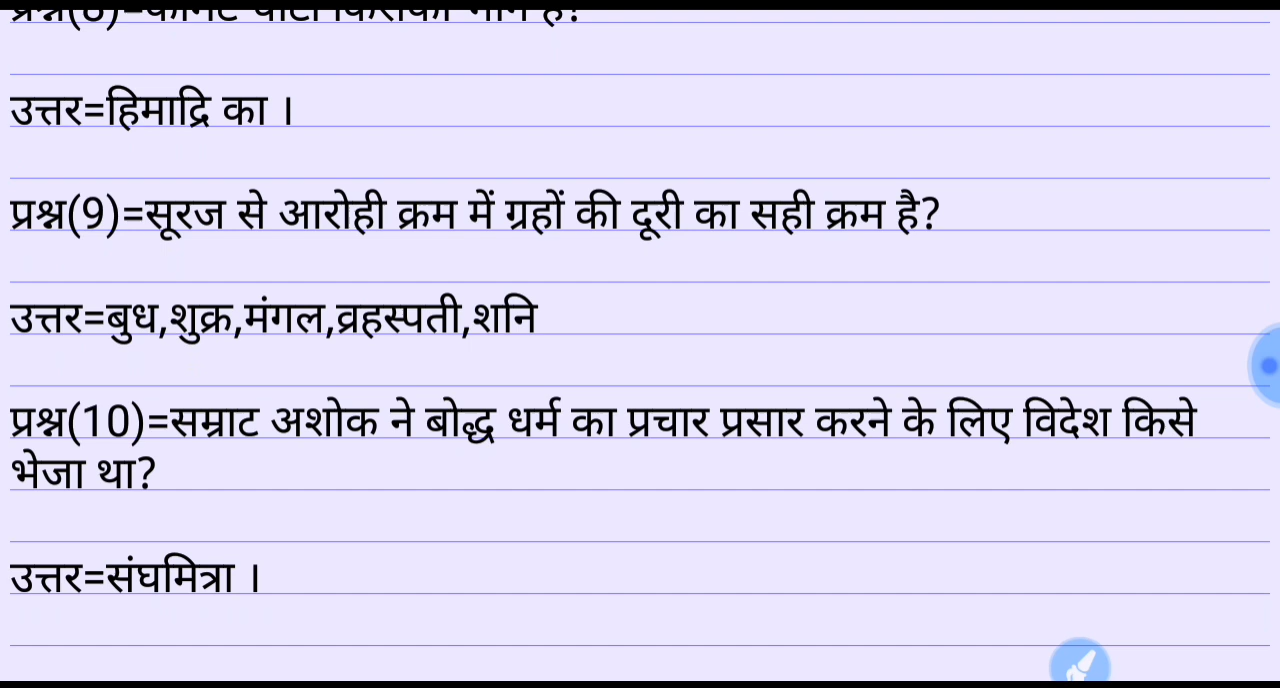 उत्तर=हिमाद्रि का ।
प्रश्न(9)=सूरज से आरोही क्रम में ग्रहों की दूरी का सही क्रम है?
उत्तर=बुध,शुक्र,मंगल,व्रहस्पती,शनि
प्रश्न(10)=सम्राट अशोक ने बोद्ध धर्म का प्रचार प्रसार करने के लिए विदेश किसे
भेजा था?
उत्तर=संघमित्रा ।